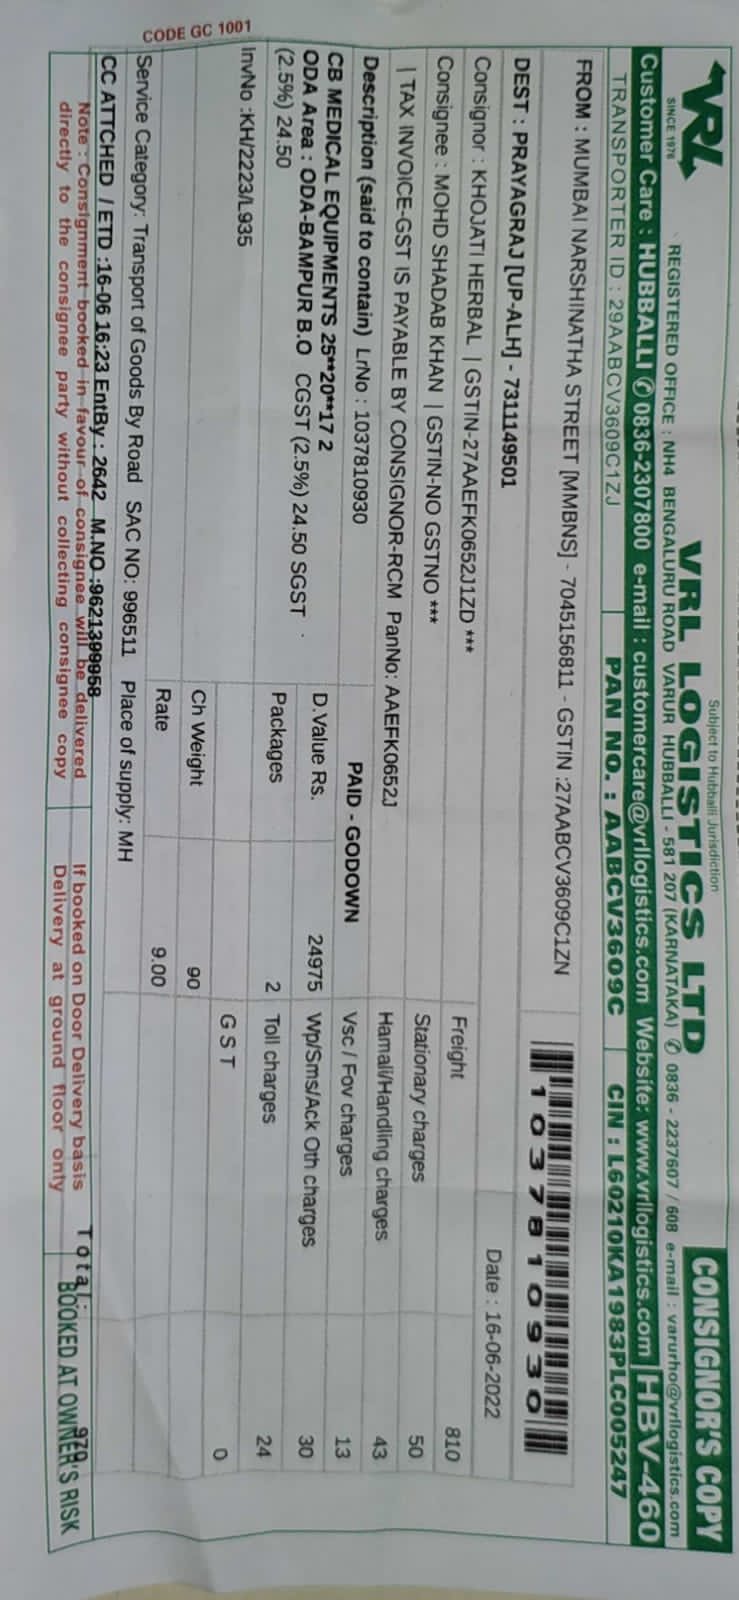 Subject to Hubballi Jurisdiction
CONSIGNOR'S COPY
VRL
SINCE 1976
VRL LOGISTICS LTD
REGISTERED OFFICE : NH4 BENGALURU ROAD VARUR HUBBALLI - 581 207 (KARNATAKA) ✆ 0836 - 2237607 / 608 e-mail : varurho@vrllogistics.com
Customer Care : HUBBALLI ✆ 0836-2307800 e-mail : customercare@vrllogistics.com Website: www.vrllogistics.com HBV-460
TRANSPORTER ID : 29AABCV3609C1ZJ PAN NO. : AABCV3609C CIN : L60210KA1983PLC005247
FROM : MUMBAI NARSHINATHA STREET [MMBNS] - 7045156811 - GSTIN :27AABCV3609C1ZN
1037810930
DEST : PRAYAGRAJ [UP-ALH] - 7311149501
Date : 16-06-2022
Consignor : KHOJATI HERBAL | GSTIN-27AAEFK0652J1ZD ***
Freight 810
Consignee : MOHD SHADAB KHAN | GSTIN-NO GSTNO ***
Stationary charges 50
| TAX INVOICE-GST IS PAYABLE BY CONSIGNOR-RCM PanNo: AAEFK0652J
Hamali/Handling charges 43
Description (said to contain) LrNo : 1037810930
PAID - GODOWN
Vsc / Fov charges 13
CB MEDICAL EQUIPMENTS 25**20**17 2
D.Value Rs. 24975
Wp/Sms/Ack Oth charges 30
ODA Area : ODA-BAMPUR B.O CGST (2.5%) 24.50 SGST
(2.5%) 24.50
Packages 2
Toll charges 24
InvNo :KH/2223/L935
G S T 0
Ch Weight 90
Rate 9.00
Service Category: Transport of Goods By Road SAC NO: 996511 Place of supply: MH
CC ATTCHED / ETD :16-06 16:23 EntBy : 2642 M.NO :9621399958
Total : 970
Note : Consignment booked in favour of consignee will be delivered
directly to the consignee party without collecting consignee copy
If booked on Door Delivery basis
Delivery at ground floor only
BOOKED AT OWNER'S RISK
CODE GC 1001